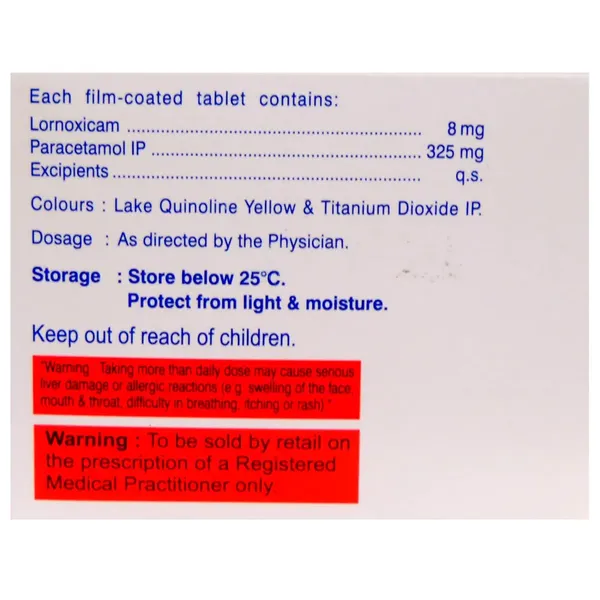 Each film-coated tablet contains:
Lornoxicam ............................................................ 8 mg
Paracetamol IP ...................................................... 325 mg
Excipients .............................................................. q.s.
Colours : Lake Quinoline Yellow & Titanium Dioxide IP.
Dosage : As directed by the Physician.
Storage : Store below 25°C.
Protect from light & moisture.
Keep out of reach of children.
"Warning : Taking more than daily dose may cause serious
liver damage or allergic reactions (e.g. swelling of the face,
mouth & throat, difficulty in breathing, itching or rash)."
Warning : To be sold by retail on
the prescription of a Registered
Medical Practitioner only